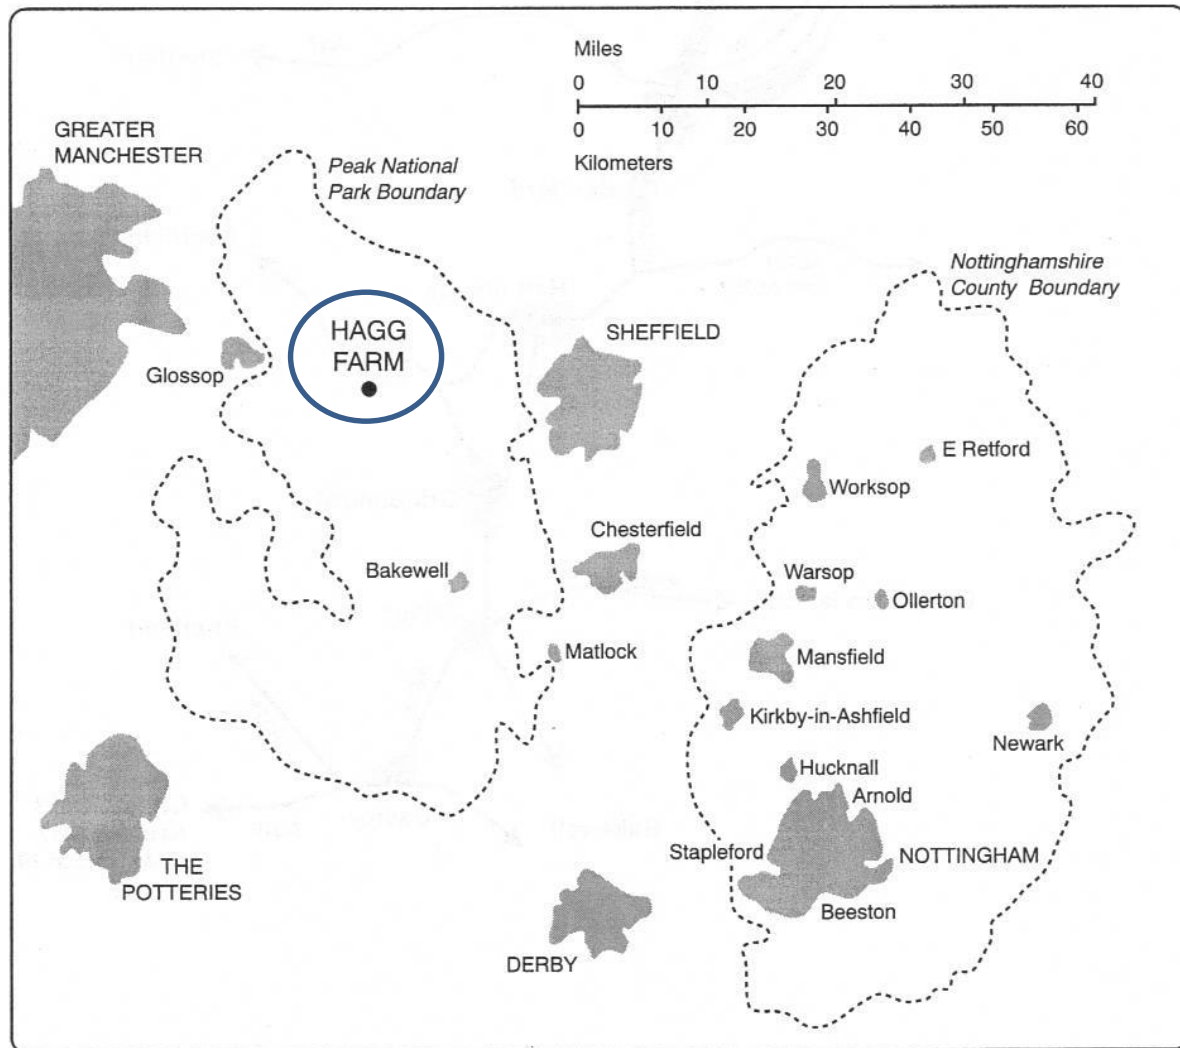 Miles
0 10 20 30 40
0 10 20 30 40 50 60
Kilometers
GREATER
MANCHESTER
Peak National
Park Boundary
Nottinghamshire
County Boundary
HAGG
FARM
SHEFFIELD
Glossop
E Retford
Worksop
Chesterfield
Bakewell
Warsop
Ollerton
Matlock
Mansfield
Kirkby-in-Ashfield
Newark
Hucknall
Arnold
Stapleford
NOTTINGHAM
THE
POTTERIES
Beeston
DERBY